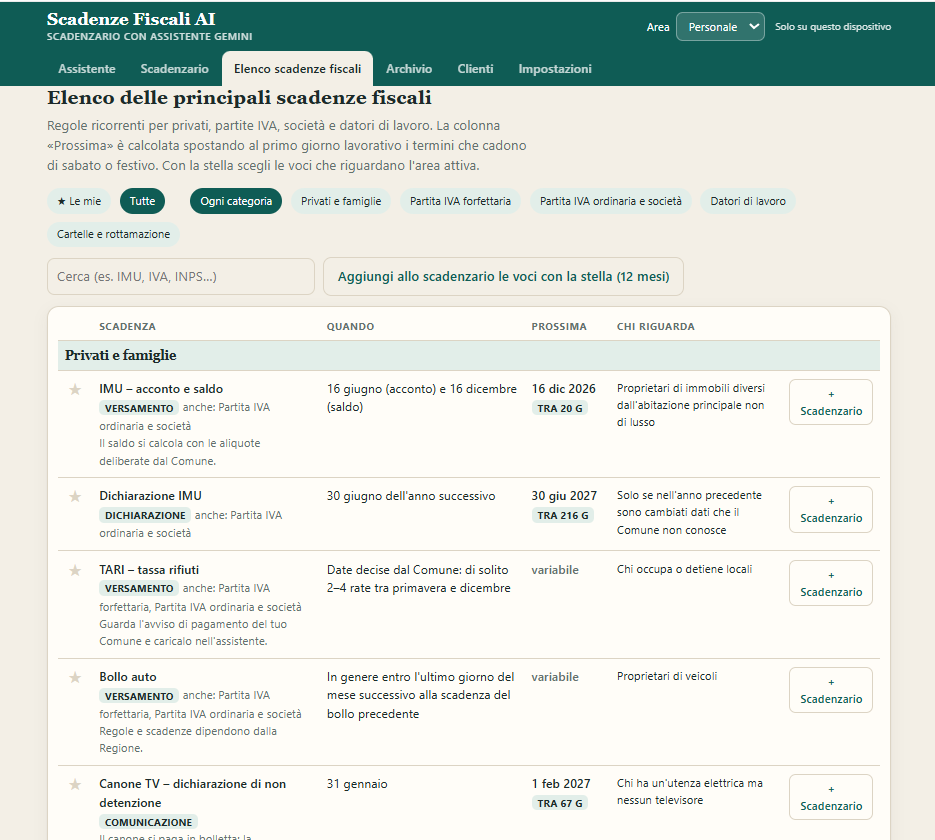 Scadenze Fiscali AI
SCADENZARIO CON ASSISTENTE GEMINI
Area
Personale
Solo su questo dispositivo
Assistente
Scadenzario
Elenco scadenze fiscali
Archivio
Clienti
Impostazioni
Elenco delle principali scadenze fiscali
Regole ricorrenti per privati, partite IVA, società e datori di lavoro. La colonna
«Prossima» è calcolata spostando al primo giorno lavorativo i termini che cadono
di sabato o festivo. Con la stella scegli le voci che riguardano l'area attiva.
★ Le mie
Tutte
Ogni categoria
Privati e famiglie
Partita IVA forfettaria
Partita IVA ordinaria e società
Datori di lavoro
Cartelle e rottamazione
Cerca (es. IMU, IVA, INPS…)
Aggiungi allo scadenzario le voci con la stella (12 mesi)
SCADENZA
QUANDO
PROSSIMA
CHI RIGUARDA
Privati e famiglie
★
IMU – acconto e saldo
VERSAMENTO anche: Partita IVA
ordinaria e società
Il saldo si calcola con le aliquote
deliberate dal Comune.
16 giugno (acconto) e 16 dicembre
(saldo)
16 dic 2026
TRA 20 G
Proprietari di immobili diversi
dall'abitazione principale non
di lusso
+
Scadenzario
★
Dichiarazione IMU
DICHIARAZIONE anche: Partita IVA
ordinaria e società
30 giugno dell'anno successivo
30 giu 2027
TRA 216 G
Solo se nell'anno precedente
sono cambiati dati che il
Comune non conosce
+
Scadenzario
★
TARI – tassa rifiuti
VERSAMENTO anche: Partita IVA
forfettaria, Partita IVA ordinaria e società
Guarda l'avviso di pagamento del tuo
Comune e caricalo nell'assistente.
Date decise dal Comune: di solito
2–4 rate tra primavera e dicembre
variabile
Chi occupa o detiene locali
+
Scadenzario
★
Bollo auto
VERSAMENTO anche: Partita IVA
forfettaria, Partita IVA ordinaria e società
Regole e scadenze dipendono dalla
Regione.
In genere entro l'ultimo giorno del
mese successivo alla scadenza del
bollo precedente
variabile
Proprietari di veicoli
+
Scadenzario
★
Canone TV – dichiarazione di non
detenzione
COMUNICAZIONE
Il canone si paga in bolletta: la
31 gennaio
1 feb 2027
TRA 67 G
Chi ha un'utenza elettrica ma
nessun televisore
+
Scadenzario